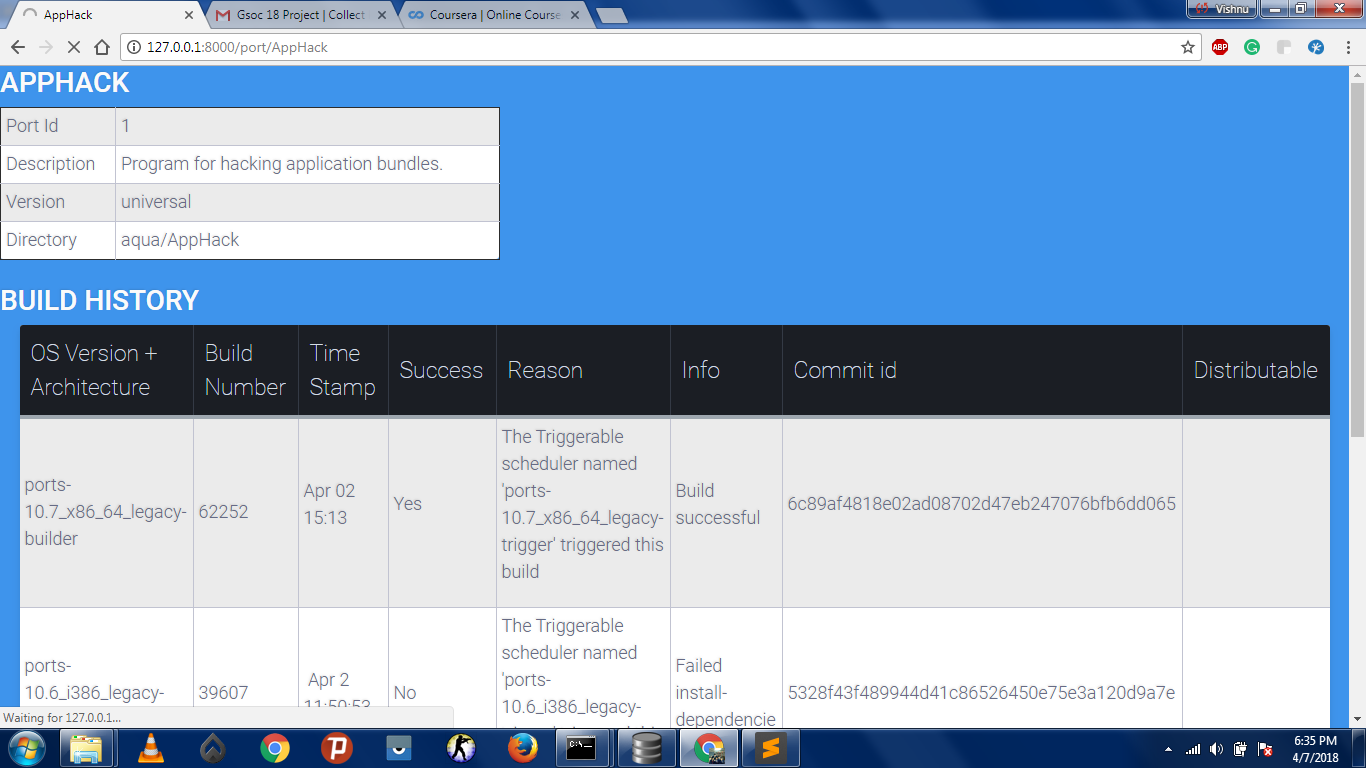 AppHack
Gsoc 18 Project | Collect
Coursera | Online Course
Vishnu
127.0.0.1:8000/port/AppHack
ABP
APPHACK
Port Id 1
Description Program for hacking application bundles.
Version universal
Directory aqua/AppHack
BUILD HISTORY
OS Version + Architecture
Build Number
Time Stamp
Success
Reason
Info
Commit id
Distributable
ports-
10.7_x86_64_legacy-
builder
62252
Apr 02
15:13
Yes
The Triggerable
scheduler named
'ports-
10.7_x86_64_legacy-
trigger' triggered this
build
Build
successful
6c89af4818e02ad08702d47eb247076bfb6dd065
ports-
10.6_i386_legacy-
39607
Apr 2
11:50:53
No
The Triggerable
scheduler named
'ports-
10.6_i386_legacy-
Failed
install-
dependencie
5328f43f489944d41c86526450e75e3a120d9a7e
Waiting for 127.0.0.1...
C:\
6:35 PM
4/7/2018